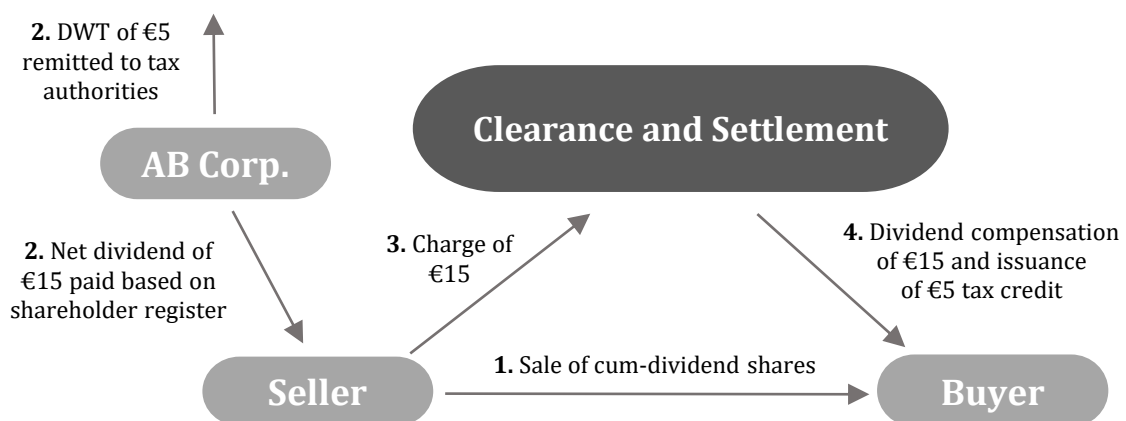 2. DWT of €5
remitted to tax
authorities
Clearance and Settlement
AB Corp.
2. Net dividend of
€15 paid based on
shareholder register
3. Charge of
€15
4. Dividend compensation
of €15 and issuance
of €5 tax credit
1. Sale of cum-dividend shares
Seller
Buyer